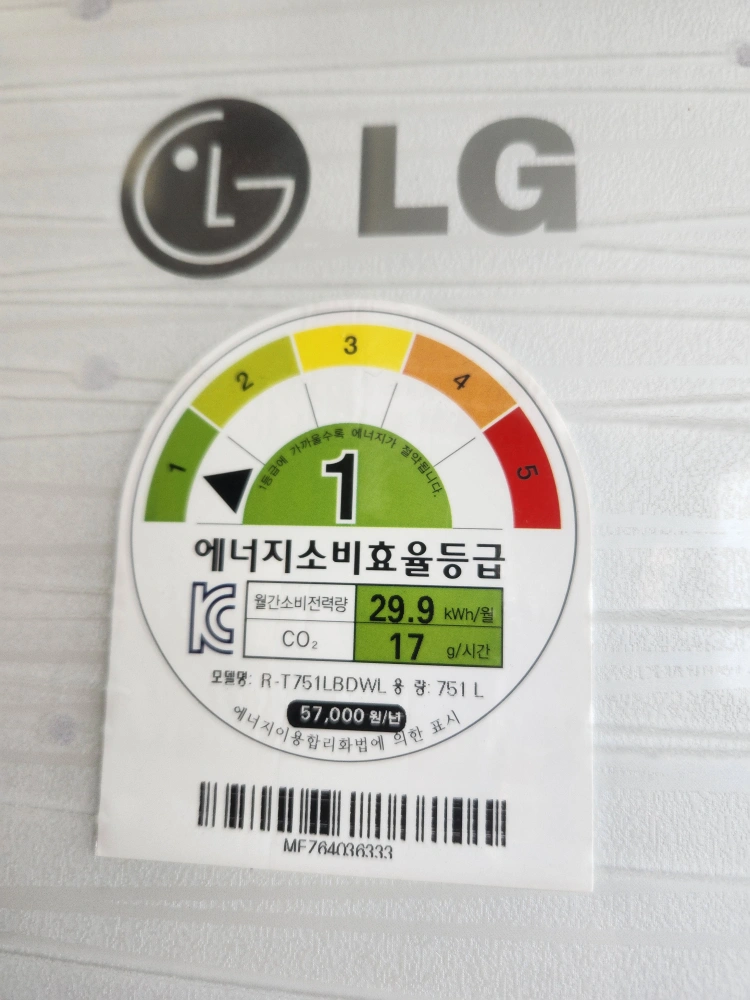 LG
1 2 3 4 5
1등급에 가까울수록 에너지가 절약됩니다.
1
에너지소비효율등급
월간소비전력량 29.9 kWh/월
CO₂ 17 g/시간
모델명: R-T751LBDWL 용 량: 751 L
57,000 원/년
에너지이용합리화법에 의한 표시
MEZ64036333